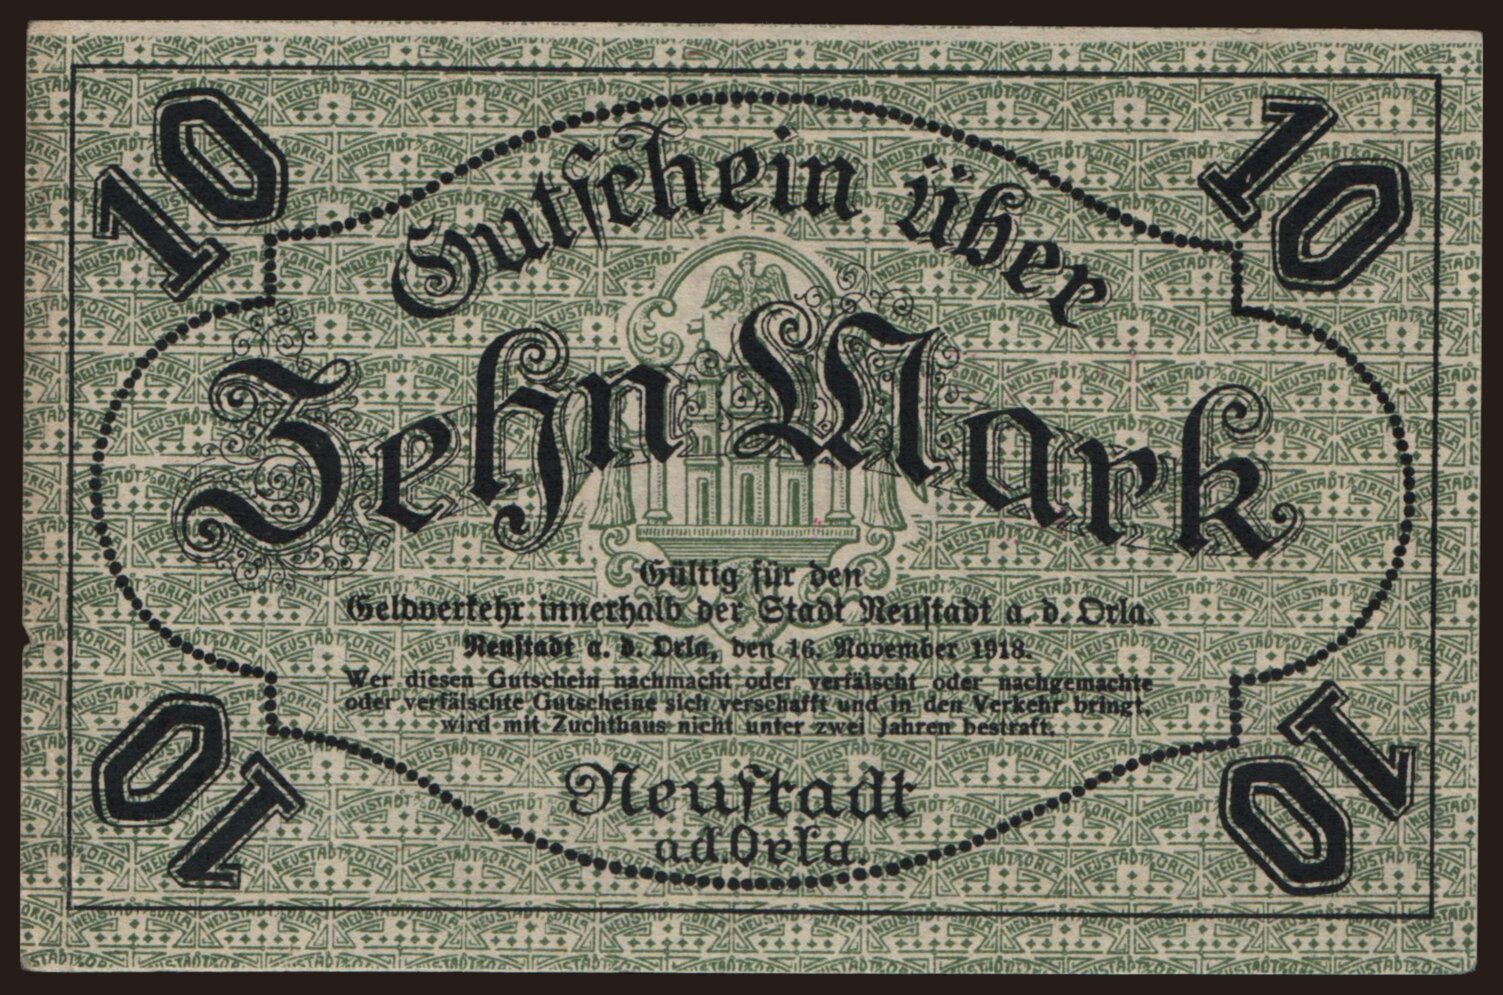 10
10
Gutschein über
Zehn Mark
Gültig für den
Geldverkehr innerhalb der Stadt Neustadt a. d. Orla.
Neustadt a. d. Orla, den 16. November 1918.
Wer diesen Gutschein nachmacht oder verfälscht oder nachgemachte
oder verfälschte Gutscheine sich verschafft und in den Verkehr bringt,
wird mit Zuchthaus nicht unter zwei Jahren bestraft.
Neustadt
a.d.Orla.
10
10